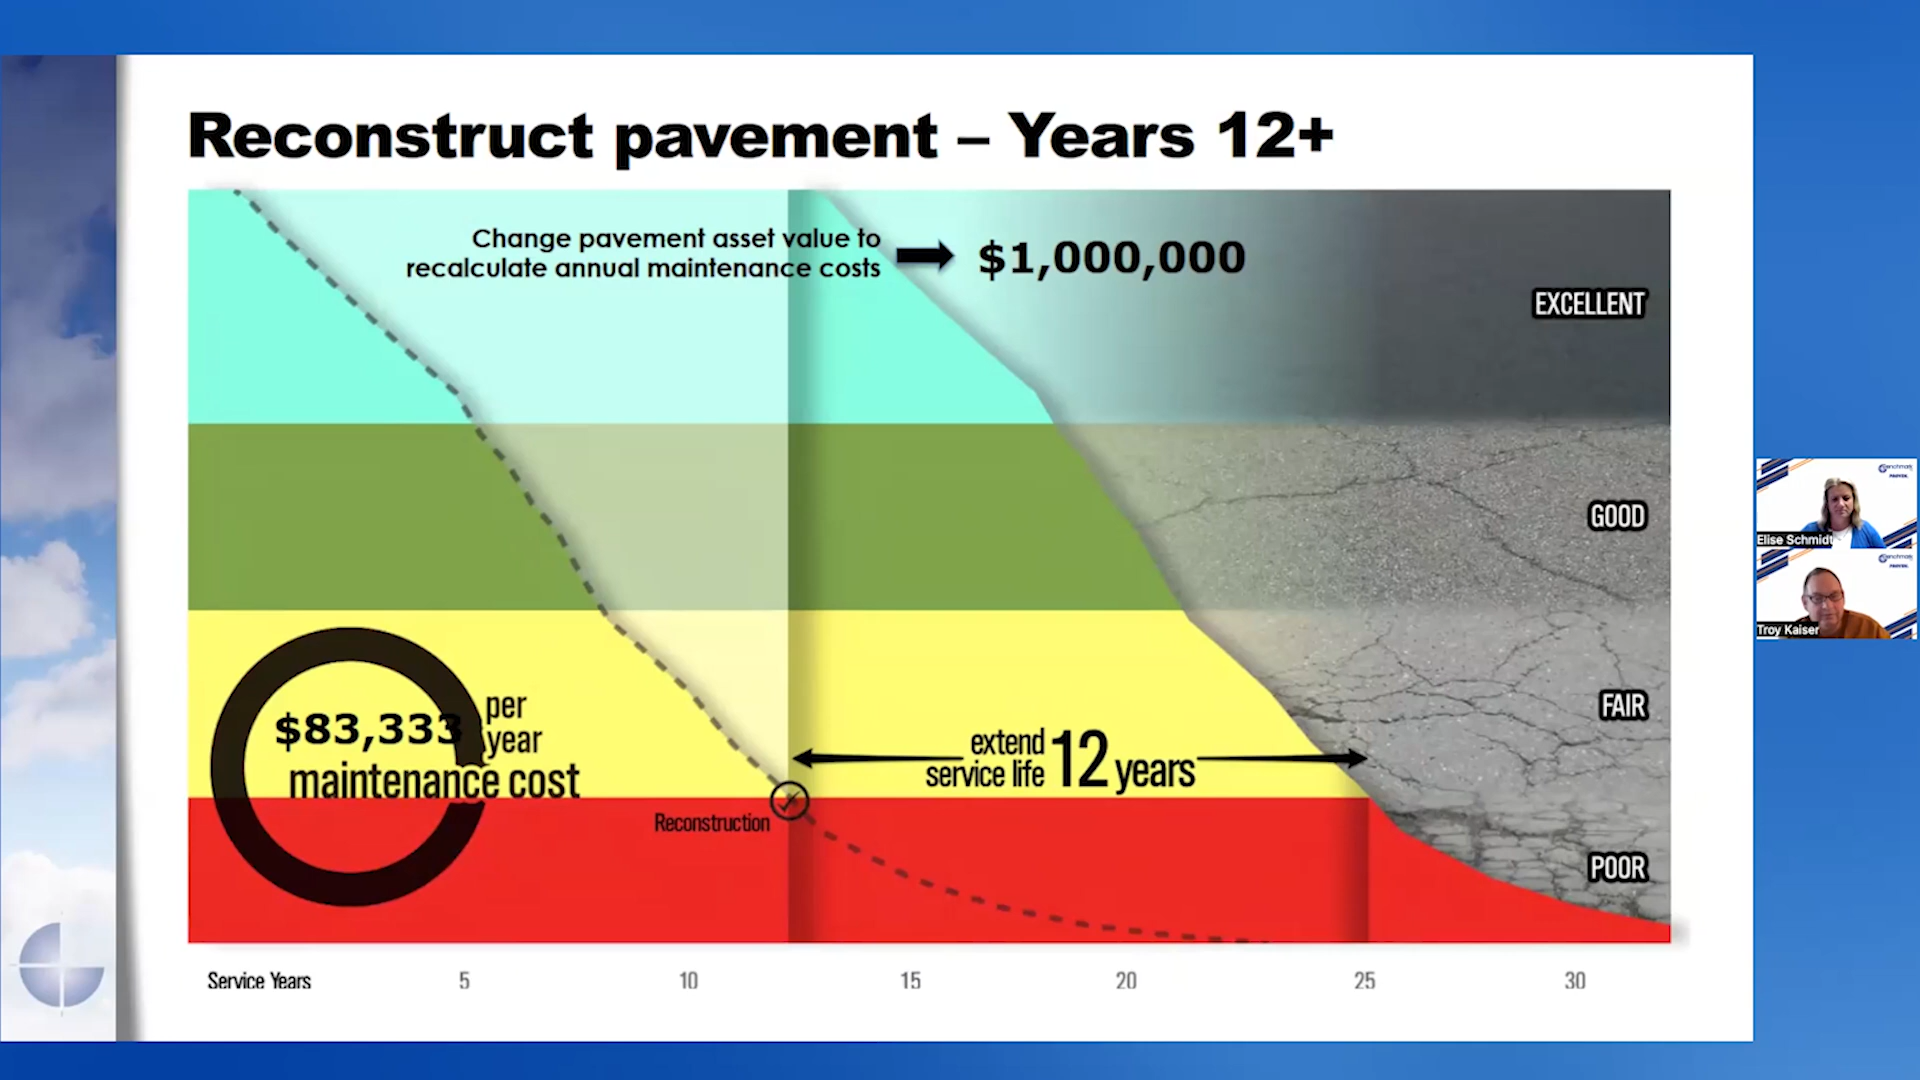 Reconstruct pavement – Years 12+
Change pavement asset value to
recalculate annual maintenance costs
$1,000,000
EXCELLENT
GOOD
FAIR
POOR
$83,333
per
year
maintenance cost
extend
service life
12 years
Reconstruction
Service Years 5 10 15 20 25 30
Elise Schmidt
Troy Kaiser